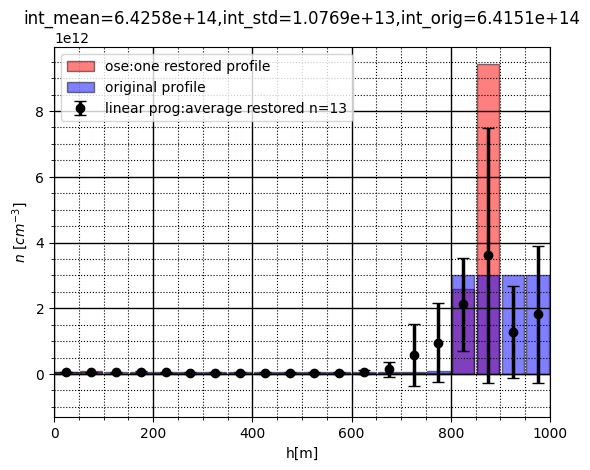 int_mean=6.4258e+14,int_std=1.0769e+13,int_orig=6.4151e+14
1e12
ose:one restored profile
original profile
linear prog:average restored n=13
8
6
4
2
0
n [cm⁻³]
0 200 400 600 800 1000
h[m]